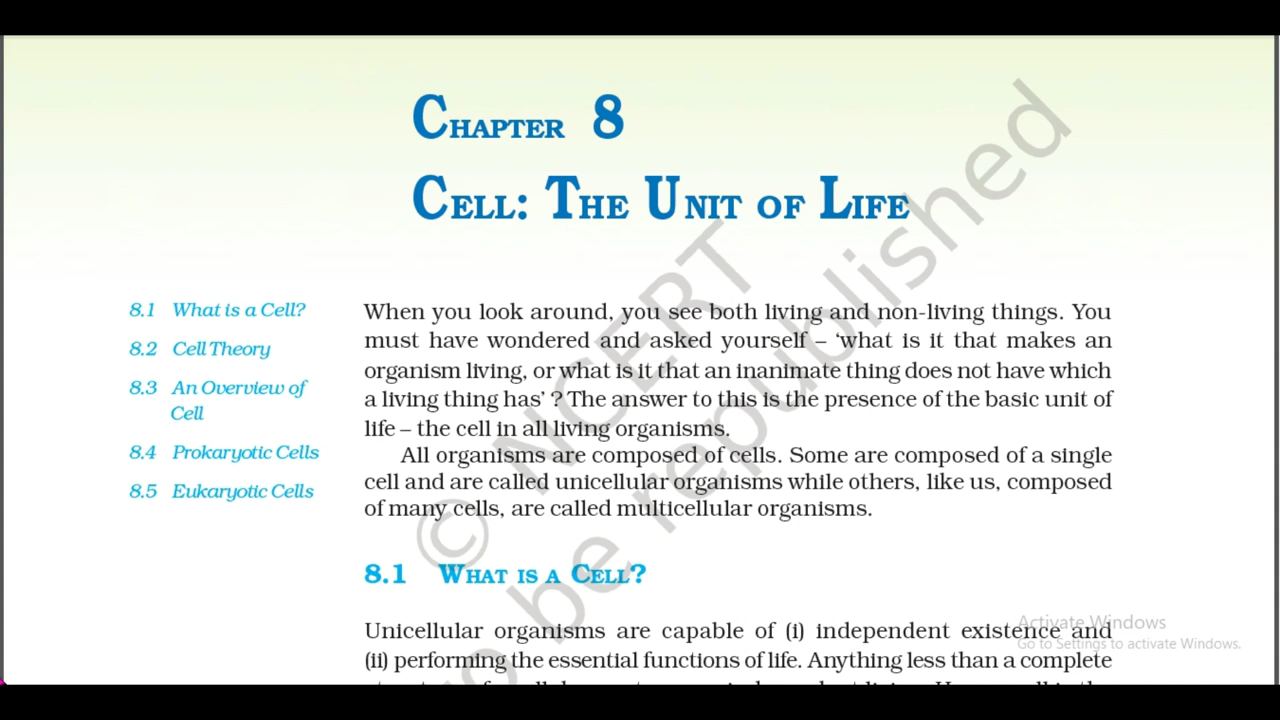 Chapter 8
Cell: The Unit of Life
8.1 What is a Cell?
8.2 Cell Theory
8.3 An Overview of
Cell
8.4 Prokaryotic Cells
8.5 Eukaryotic Cells
When you look around, you see both living and non-living things. You
must have wondered and asked yourself – ‘what is it that makes an
organism living, or what is it that an inanimate thing does not have which
a living thing has’ ? The answer to this is the presence of the basic unit of
life – the cell in all living organisms.
All organisms are composed of cells. Some are composed of a single
cell and are called unicellular organisms while others, like us, composed
of many cells, are called multicellular organisms.
8.1 What is a Cell?
Unicellular organisms are capable of (i) independent existence and
(ii) performing the essential functions of life. Anything less than a complete
© NCERT
to be republished
Activate Windows
Go to Settings to activate Windows.